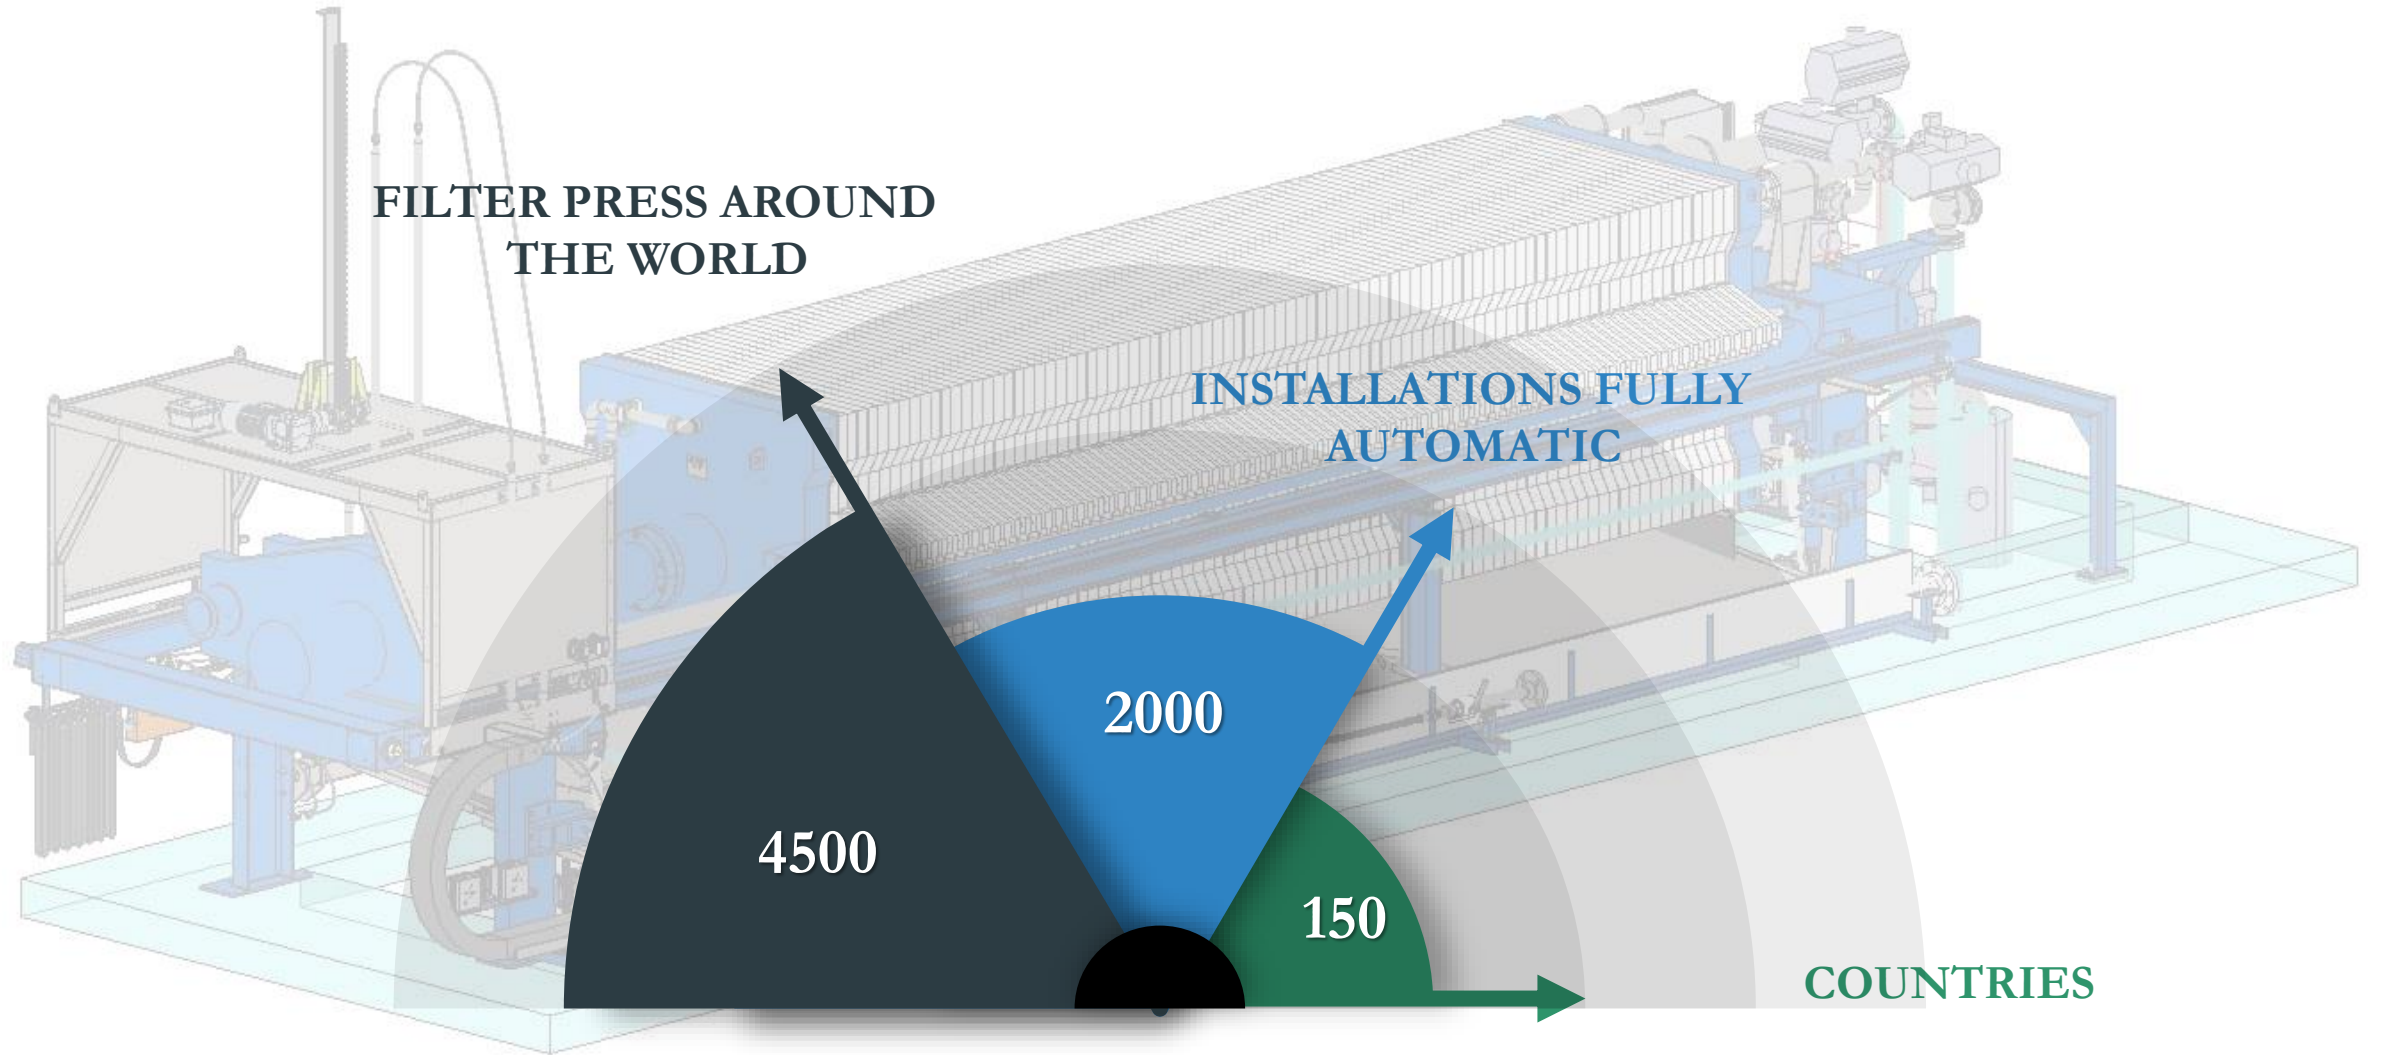 FILTER PRESS AROUND
THE WORLD
INSTALLATIONS FULLY
AUTOMATIC
2000
4500
150
COUNTRIES